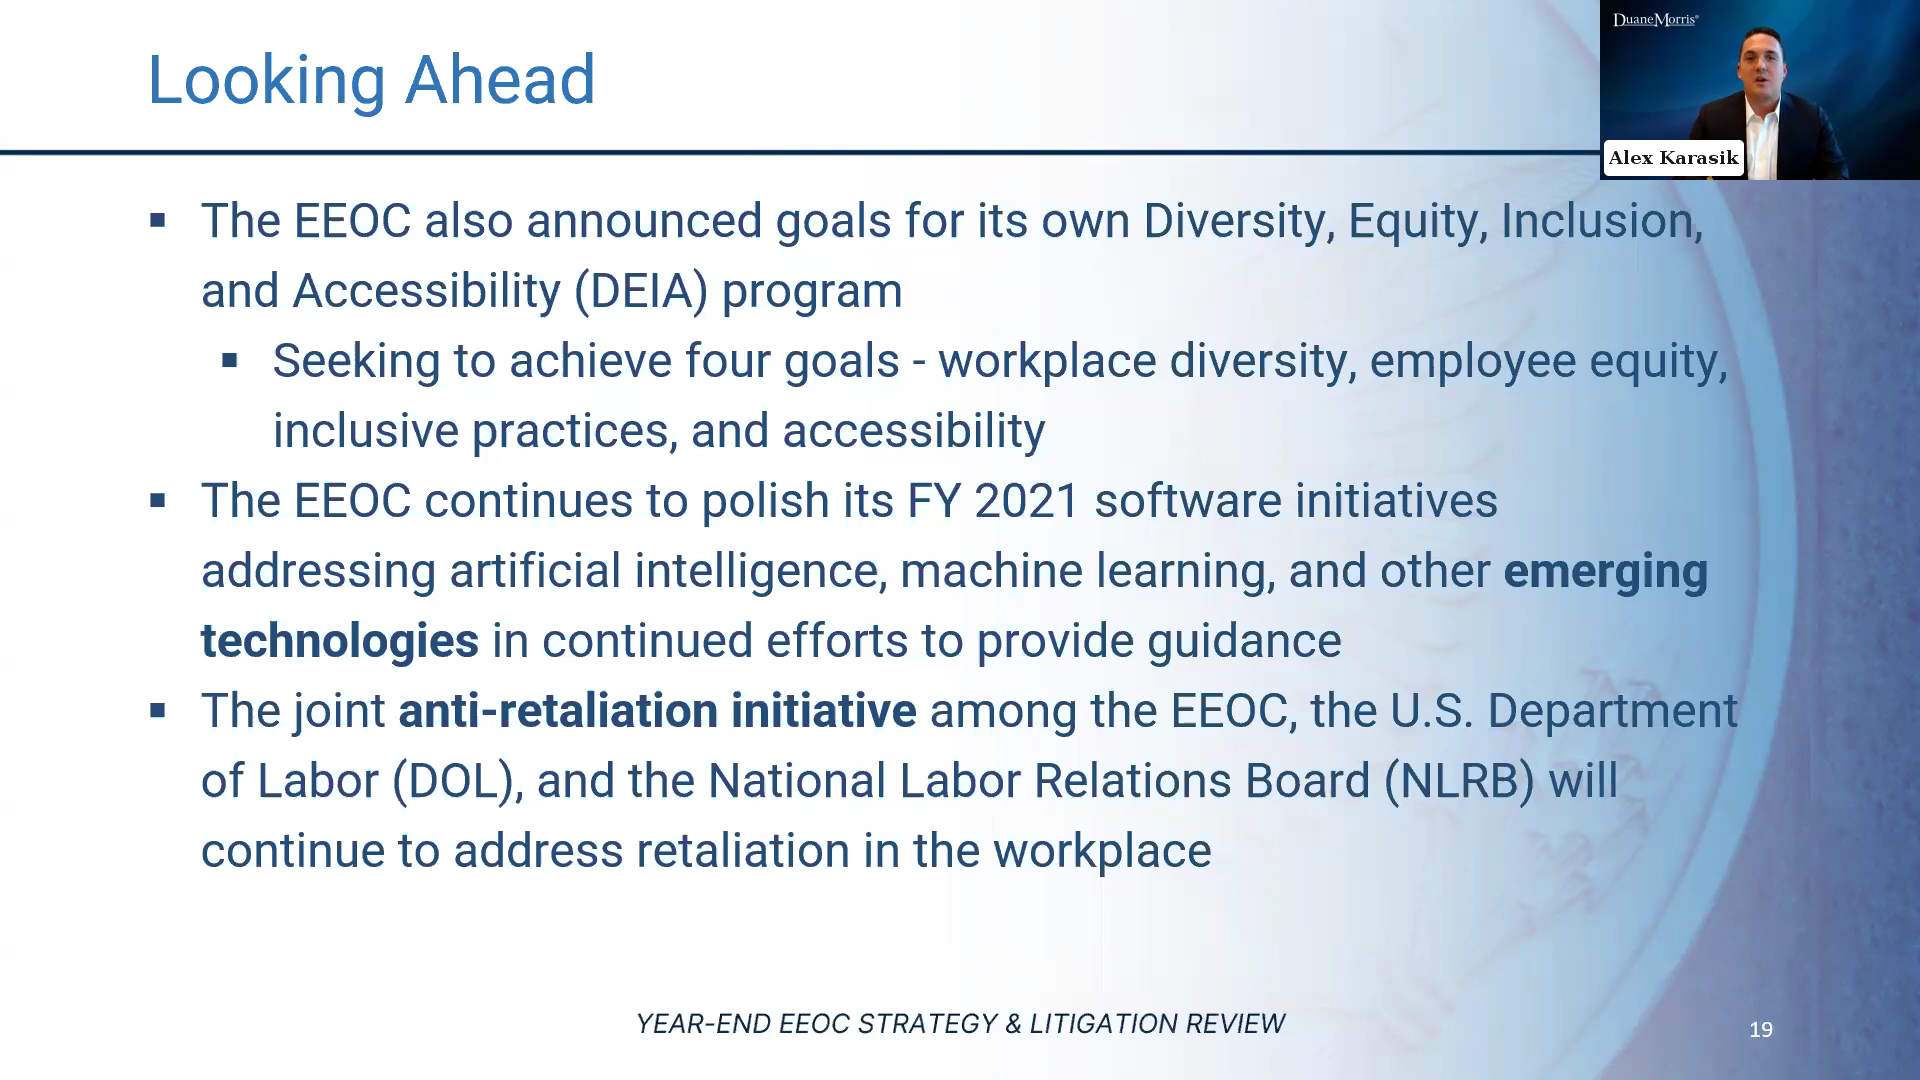 DuaneMorris®
Alex Karasik
Looking Ahead
▪ The EEOC also announced goals for its own Diversity, Equity, Inclusion,
and Accessibility (DEIA) program
▪ Seeking to achieve four goals - workplace diversity, employee equity,
inclusive practices, and accessibility
▪ The EEOC continues to polish its FY 2021 software initiatives
addressing artificial intelligence, machine learning, and other emerging
technologies in continued efforts to provide guidance
▪ The joint anti-retaliation initiative among the EEOC, the U.S. Department
of Labor (DOL), and the National Labor Relations Board (NLRB) will
continue to address retaliation in the workplace
YEAR-END EEOC STRATEGY & LITIGATION REVIEW
19